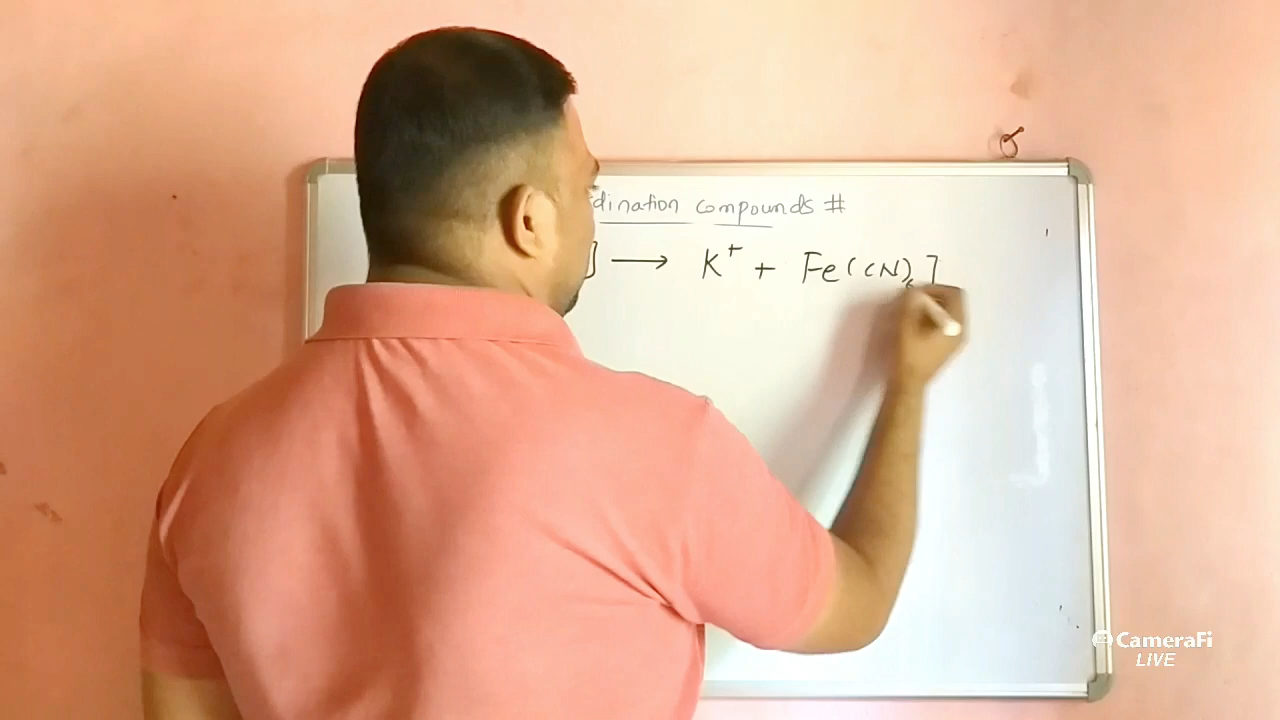 dination compounds #
] ⟶ K⁺ + Fe(CN)₆]
CameraFi
LIVE